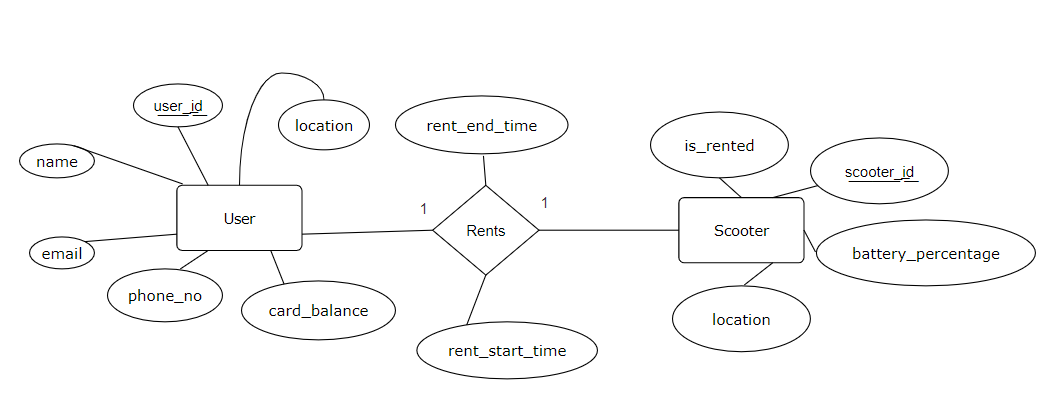 user_id
location
rent_end_time
is_rented
name
scooter_id
1
1
User
Rents
Scooter
email
battery_percentage
phone_no
card_balance
location
rent_start_time